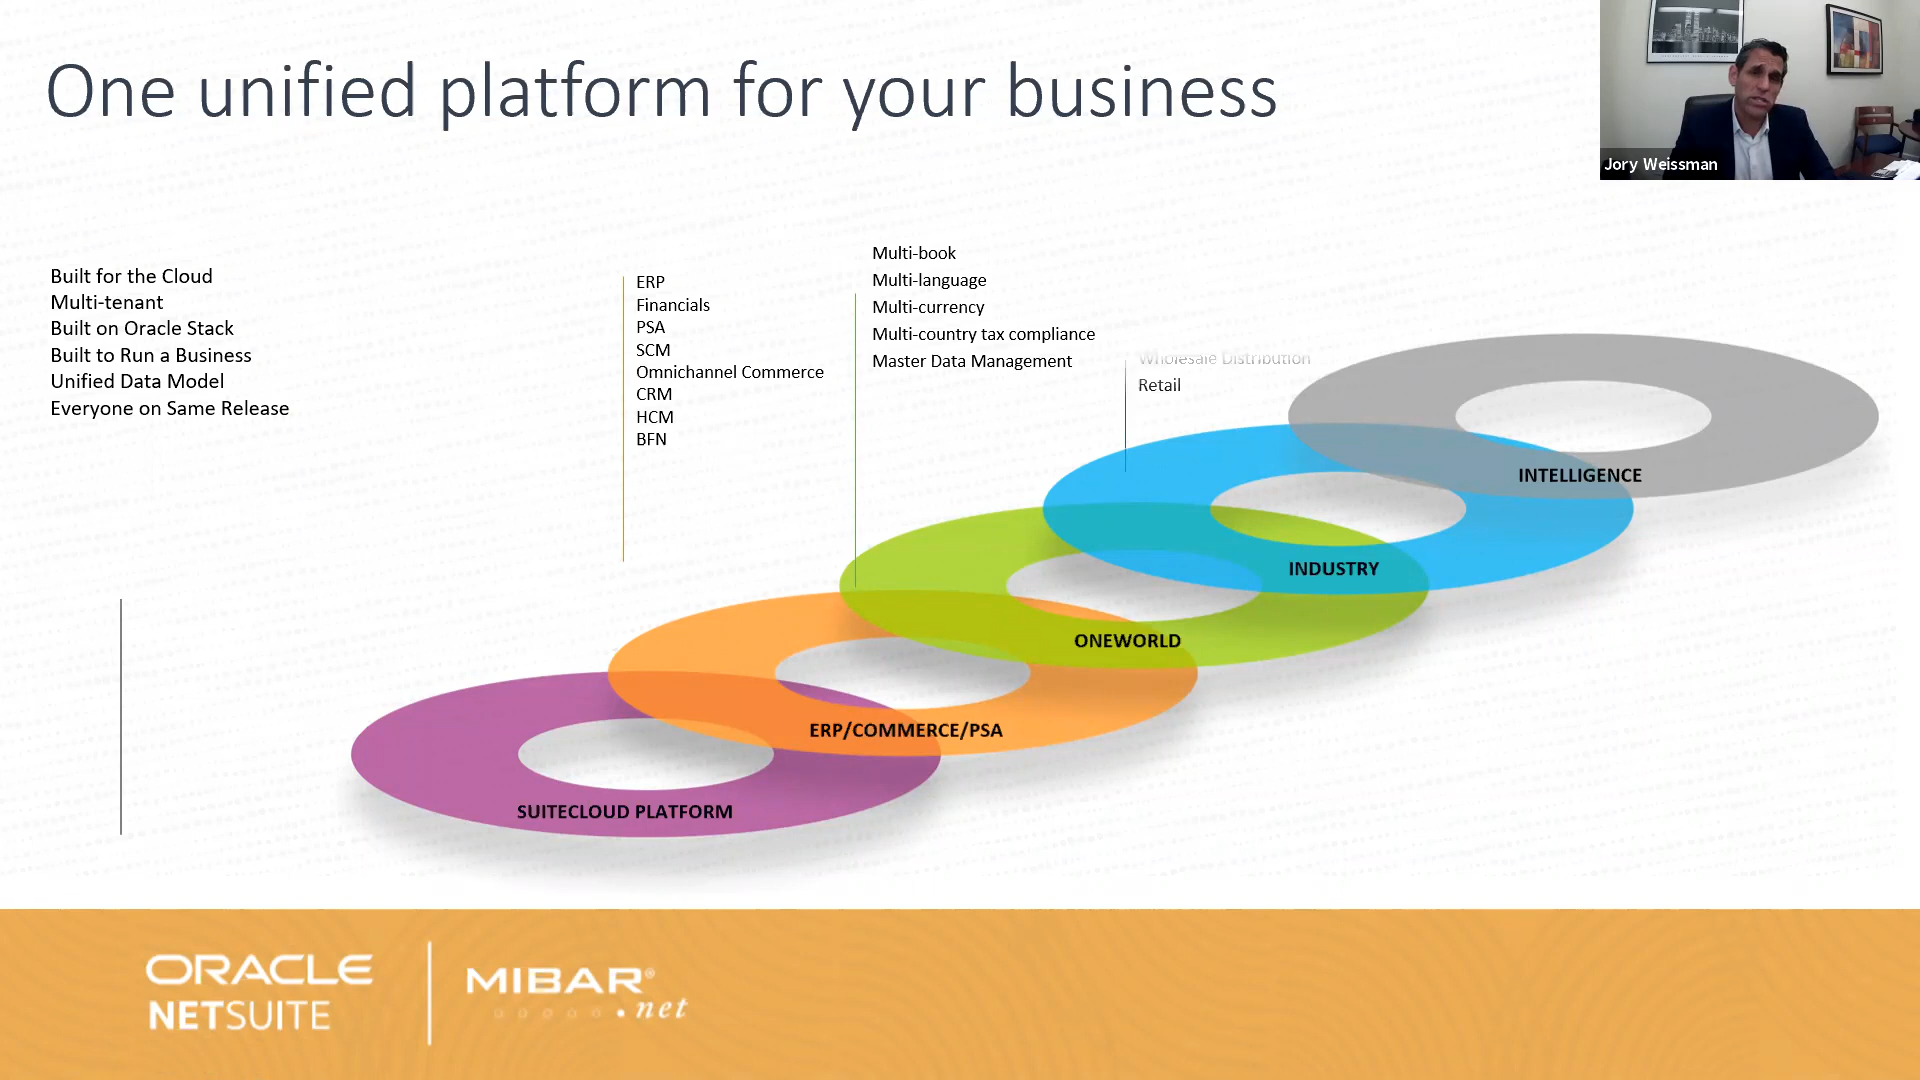 One unified platform for your business
Jory Weissman
Built for the Cloud
Multi-tenant
Built on Oracle Stack
Built to Run a Business
Unified Data Model
Everyone on Same Release
ERP
Financials
PSA
SCM
Omnichannel Commerce
CRM
HCM
BFN
Multi-book
Multi-language
Multi-currency
Multi-country tax compliance
Master Data Management
Wholesale Distribution
Retail
INTELLIGENCE
INDUSTRY
ONEWORLD
ERP/COMMERCE/PSA
SUITECLOUD PLATFORM
ORACLE
NETSUITE
MIBAR®
.net